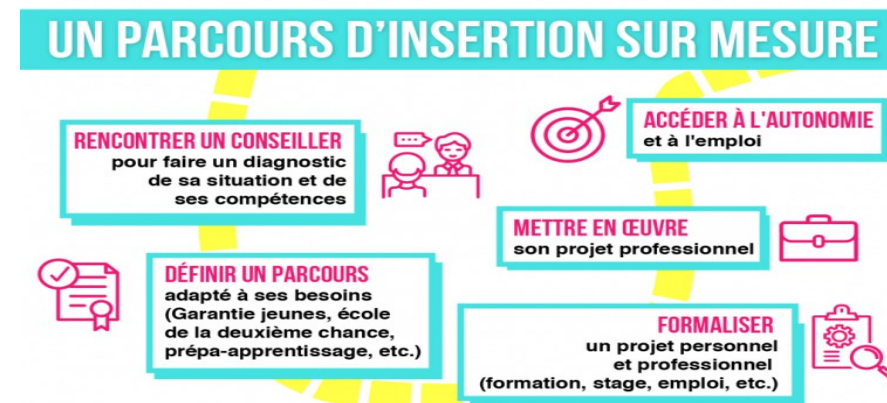 UN PARCOURS D'INSERTION SUR MESURE
RENCONTRER UN CONSEILLER
pour faire un diagnostic
de sa situation et de
ses compétences
DÉFINIR UN PARCOURS
adapté à ses besoins
(Garantie jeunes, école
de la deuxième chance,
prépa-apprentissage, etc.)
FORMALISER
un projet personnel
et professionnel
(formation, stage, emploi, etc.)
METTRE EN ŒUVRE
son projet professionnel
ACCÉDER À L'AUTONOMIE
et à l'emploi